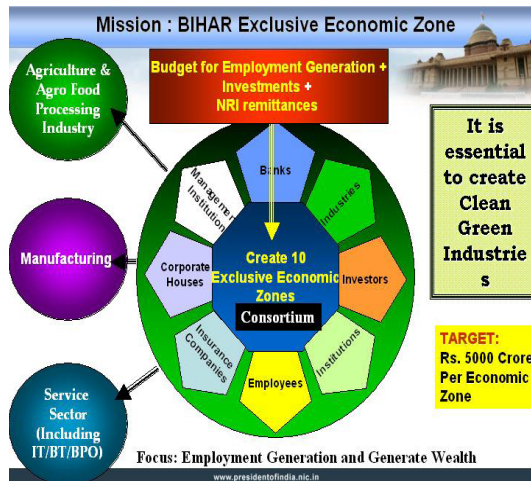 Mission : BIHAR Exclusive Economic Zone
Agriculture &
Agro Food
Processing
Industry
Budget for Employment Generation +
Investments +
NRI remittances
It is
essential
to create
Clean
Green
Industrie
s
Banks
Management
Institution
Industries
Manufacturing
Corporate
Houses
Create 10
Exclusive Economic
Zones
Consortium
Investors
Insurance
Companies
Institutions
Employees
TARGET:
Rs. 5000 Crore
Per Economic
Zone
Service
Sector
(Including
IT/BT/BPO)
Focus: Employment Generation and Generate Wealth
www.presidentofindia.nic.in